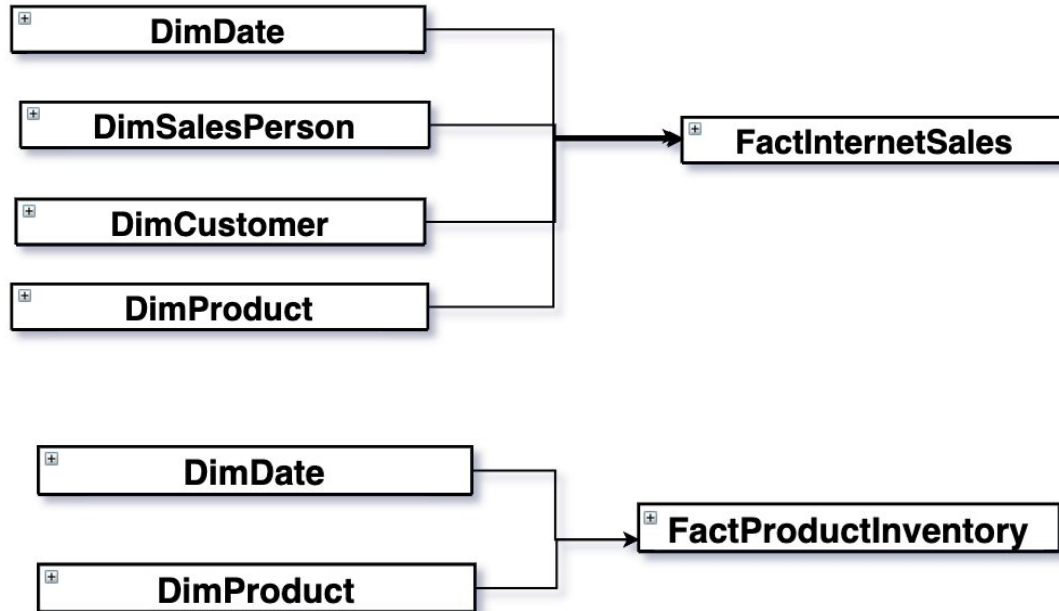 DimDate
DimSalesPerson
FactInternetSales
DimCustomer
DimProduct
DimDate
FactProductInventory
DimProduct